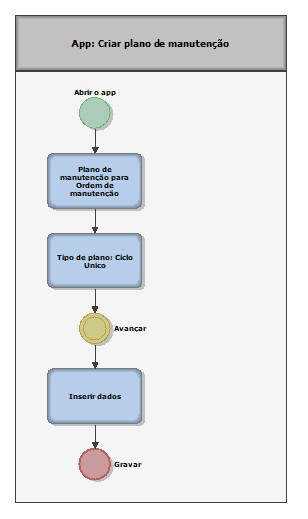 App: Criar plano de manutenção
Abrir o app
Plano de
manutenção para
Ordem de
manutenção
Tipo de plano: Ciclo
Unico
Avançar
Inserir dados
Gravar